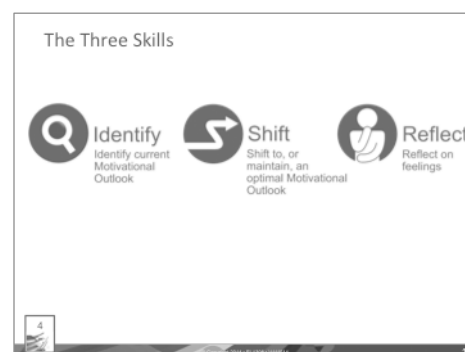 The Three Skills
Identify
Identify current
Motivational
Outlook
Shift
Shift to, or
maintain, an
optimal Motivational
Outlook
Reflect
Reflect on
feelings
4